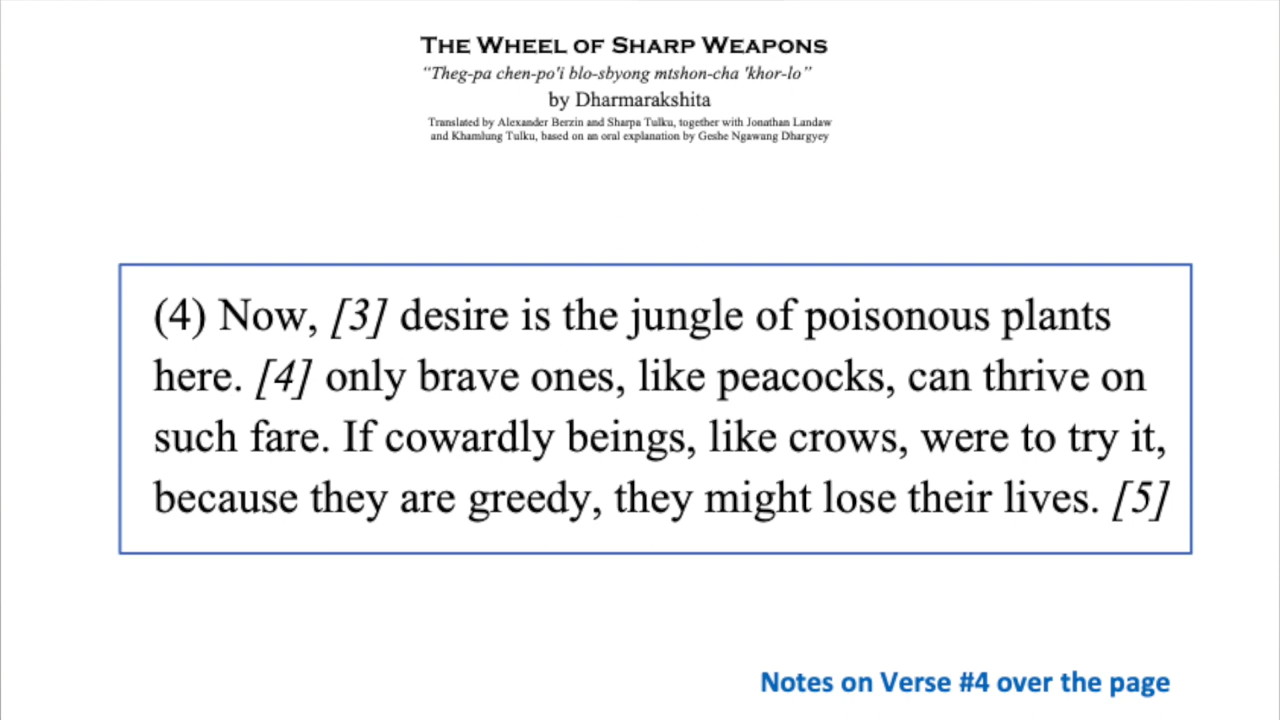 THE WHEEL OF SHARP WEAPONS
“Theg-pa chen-po'i blo-sbyong mtshon-cha 'khor-lo”
by Dharmarakshita
Translated by Alexander Berzin and Sharpa Tulku, together with Jonathan Landaw
and Khamlung Tulku, based on an oral explanation by Geshe Ngawang Dhargyey
(4) Now, [3] desire is the jungle of poisonous plants
here. [4] only brave ones, like peacocks, can thrive on
such fare. If cowardly beings, like crows, were to try it,
because they are greedy, they might lose their lives. [5]
Notes on Verse #4 over the page